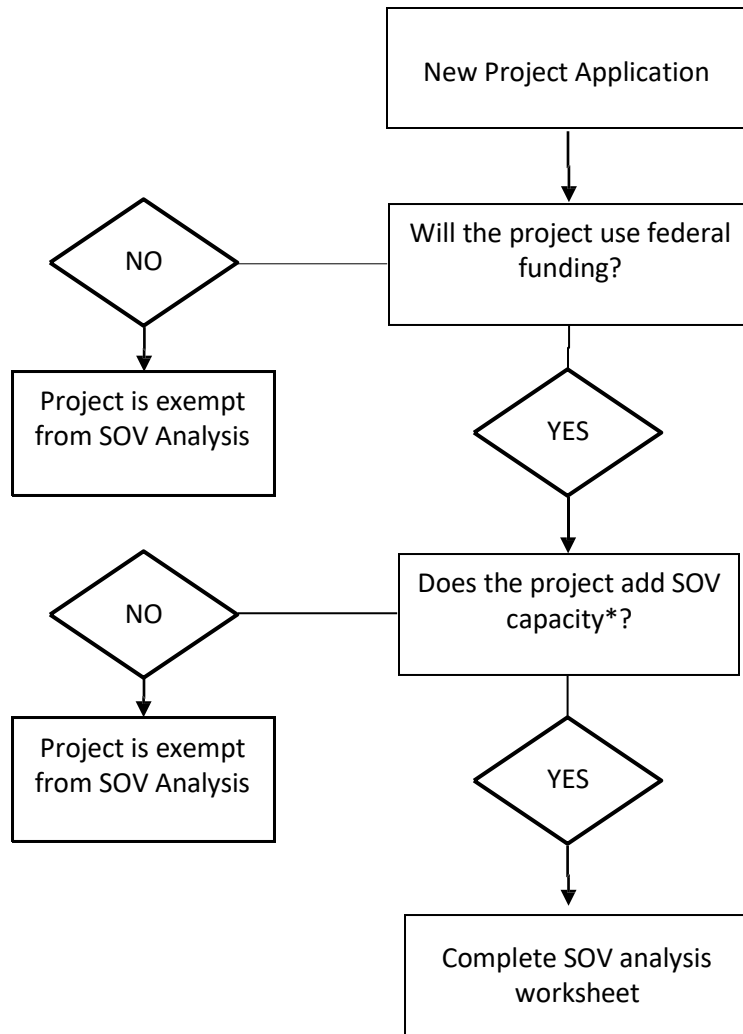 New Project Application
Will the project use federal
funding?
NO
Project is exempt
from SOV Analysis
YES
Does the project add SOV
capacity*?
NO
Project is exempt
from SOV Analysis
YES
Complete SOV analysis
worksheet